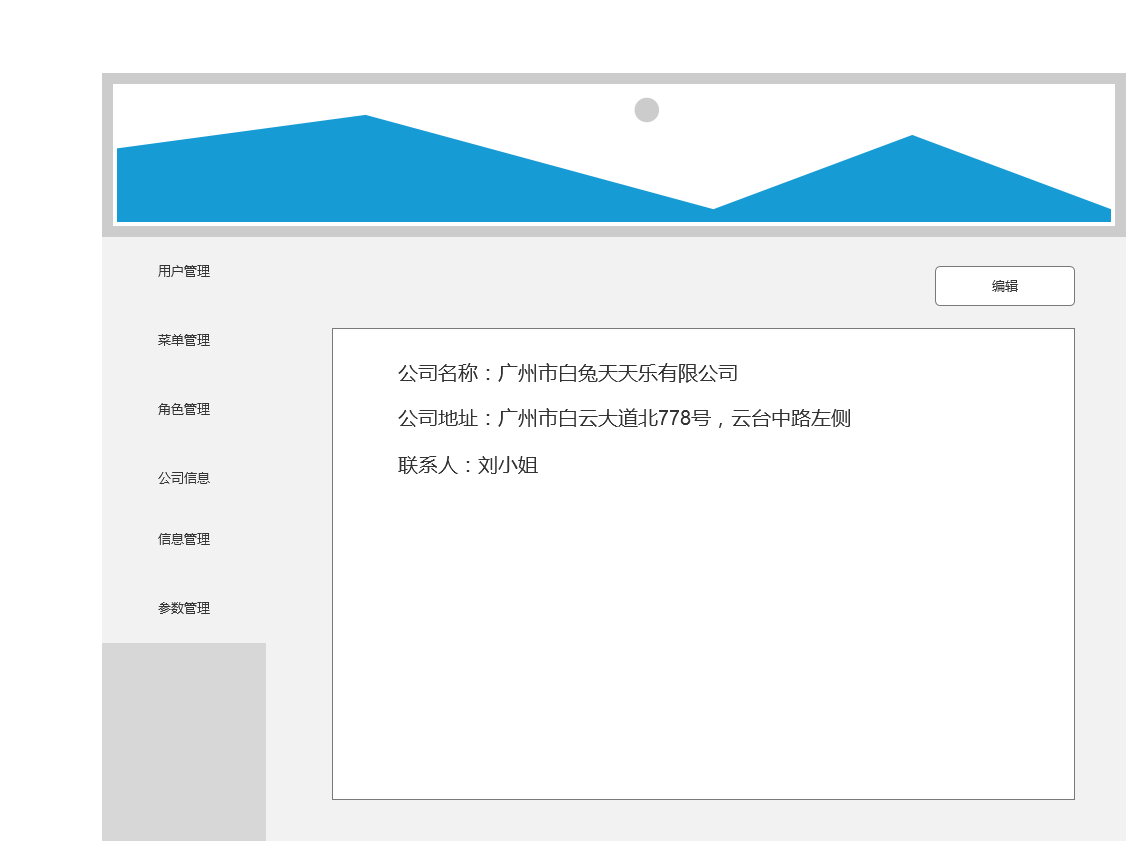 用户管理
编辑
菜单管理
公司名称：广州市白兔天天乐有限公司
角色管理
公司地址：广州市白云大道北778号，云台中路左侧
联系人：刘小姐
公司信息
信息管理
参数管理